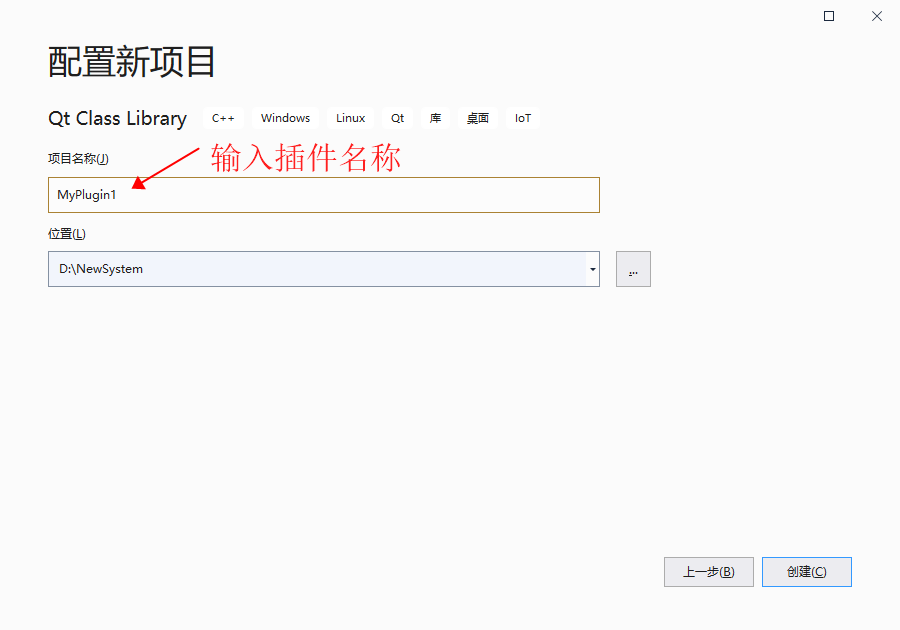 配置新项目
Qt Class Library C++ Windows Linux Qt 库 桌面 IoT
项目名称(J)
输入插件名称
MyPlugin1
位置(L)
D:\NewSystem
...
上一步(B) 创建(C)